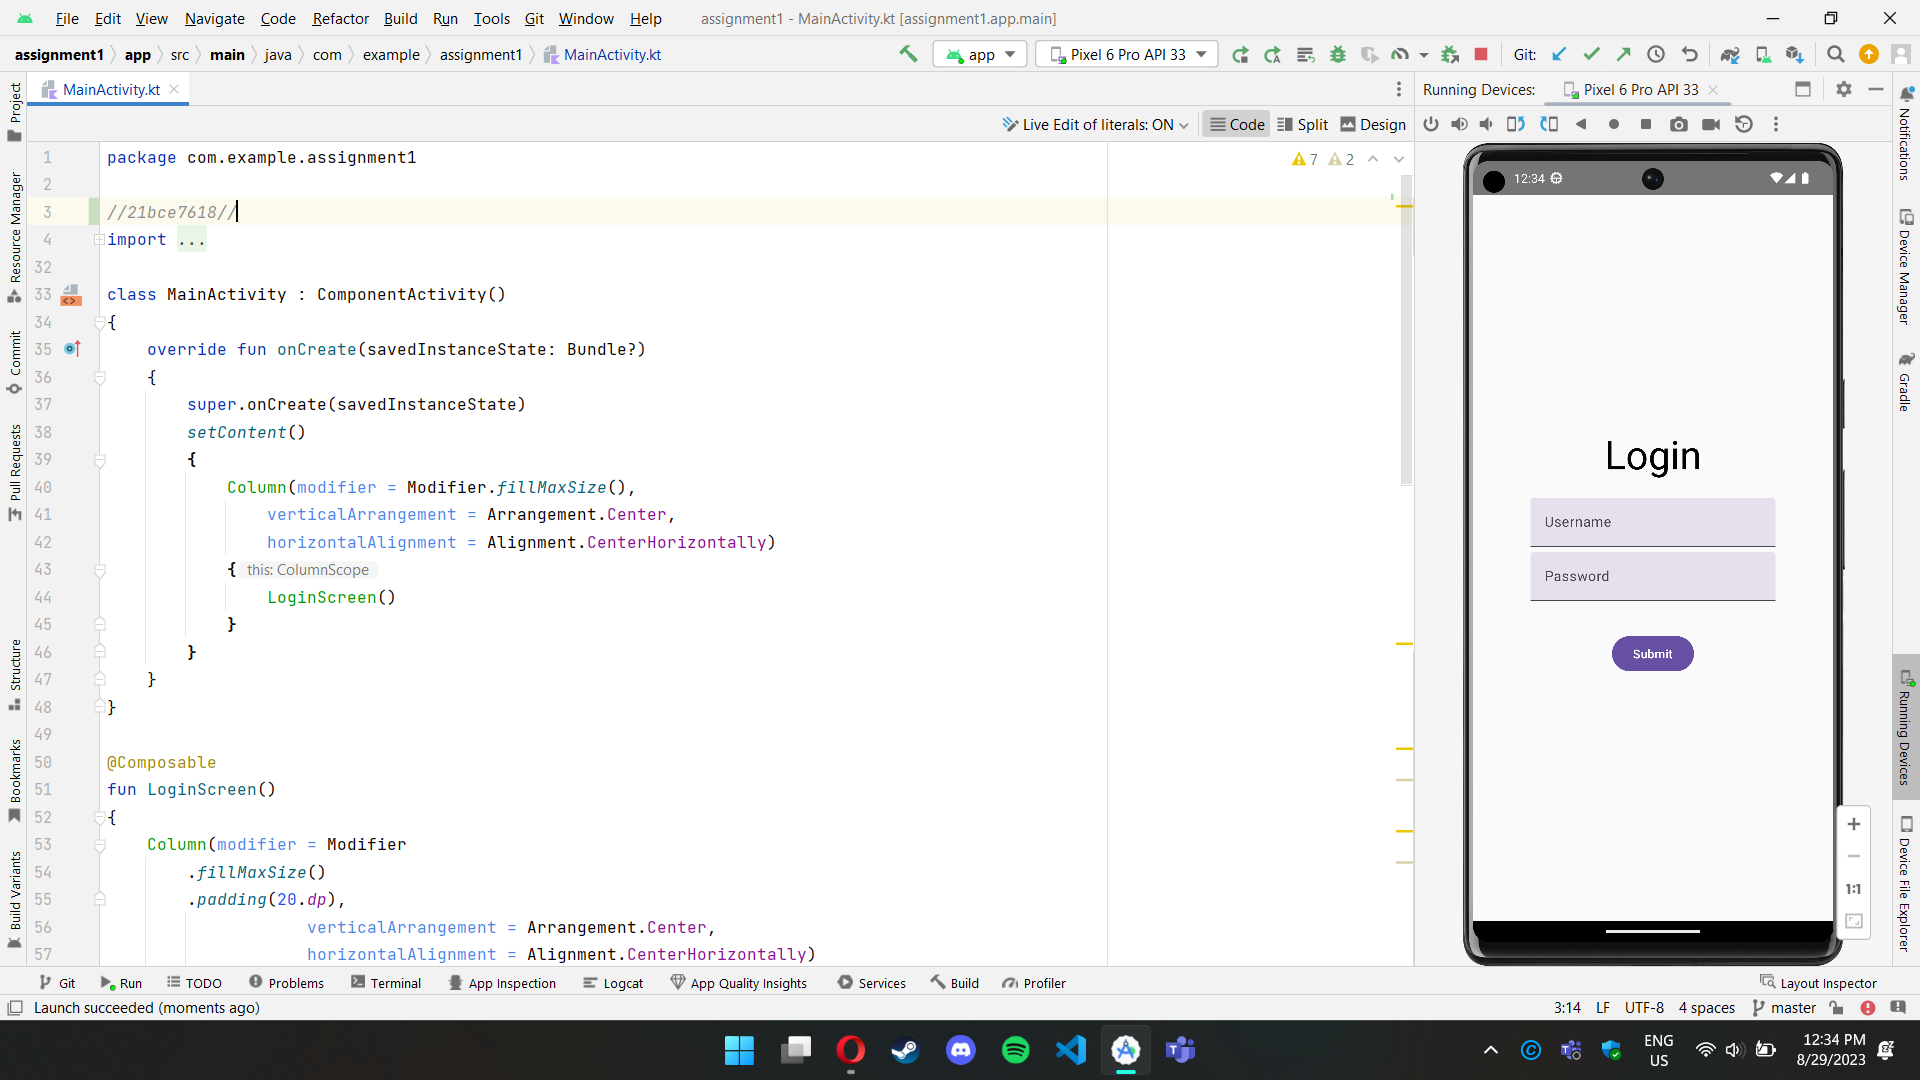 File Edit View Navigate Code Refactor Build Run Tools Git Window Help assignment1 - MainActivity.kt [assignment1.app.main]
assignment1 app src main java com example assignment1 MainActivity.kt app Pixel 6 Pro API 33 Git:
MainActivity.kt
Running Devices: Pixel 6 Pro API 33
Live Edit of literals: ON Code Split Design
7 2
1 package com.example.assignment1
2
3 //21bce7618//
4 import ...
32
33 class MainActivity : ComponentActivity()
34 {
35 override fun onCreate(savedInstanceState: Bundle?)
36 {
37 super.onCreate(savedInstanceState)
38 setContent()
39 {
40 Column(modifier = Modifier.fillMaxSize(),
41 verticalArrangement = Arrangement.Center,
42 horizontalAlignment = Alignment.CenterHorizontally)
43 { this: ColumnScope
44 LoginScreen()
45 }
46 }
47 }
48 }
49
50 @Composable
51 fun LoginScreen()
52 {
53 Column(modifier = Modifier
54 .fillMaxSize()
55 .padding(20.dp),
56 verticalArrangement = Arrangement.Center,
57 horizontalAlignment = Alignment.CenterHorizontally)
Project
Resource Manager
Commit
Pull Requests
Structure
Bookmarks
Build Variants
12:34
Login
Username
Password
Submit
1:1
Notifications
Device Manager
Gradle
Running Devices
Device File Explorer
Git Run TODO Problems Terminal App Inspection Logcat App Quality Insights Services Build Profiler Layout Inspector
Launch succeeded (moments ago) 3:14 LF UTF-8 4 spaces master
ENG
US
12:34 PM
8/29/2023